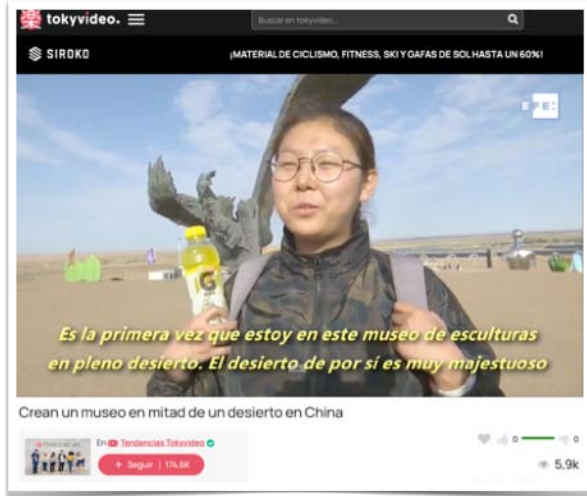 tokyvideo.
Buscar en tokyvideo...
SIROKO
¡MATERIAL DE CICLISMO, FITNESS, SKI Y GAFAS DE SOL HASTA UN 60%!
EFE:
G
Es la primera vez que estoy en este museo de esculturas
en pleno desierto. El desierto de por sí es muy majestuoso
Crean un museo en mitad de un desierto en China
TENDENCIAS
En Tendencias Tokyvideo
+ Seguir | 174,6K
0
0
5,9k